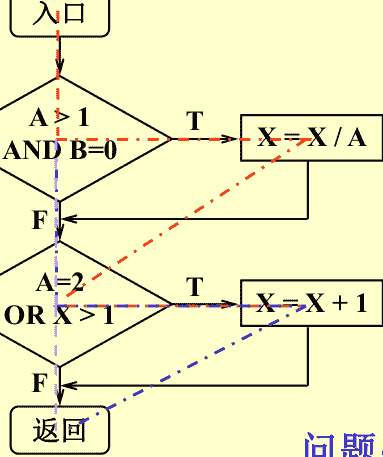 入口
A > 1
AND B=0
T
X = X / A
F
A=2
OR X > 1
T
X = X + 1
F
返回
问题